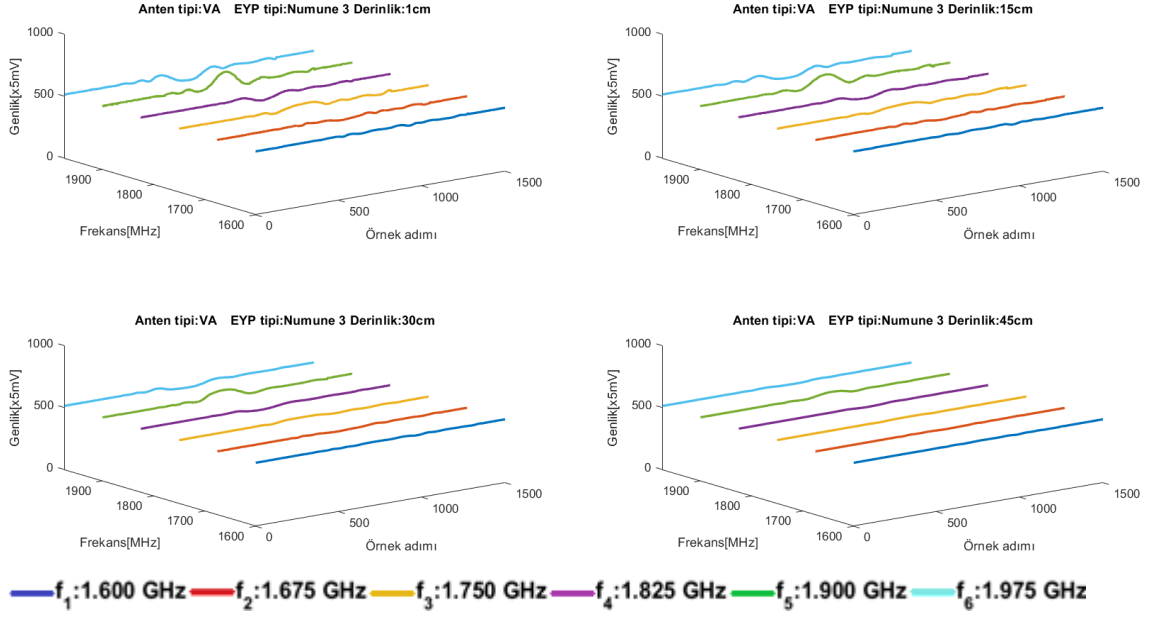 Anten tipi:VA EYP tipi:Numune 3 Derinlik:1cm
1000
500
0
Genlik[x5mV]
1900
1800
1700
1600
Frekans[MHz]
0
500
1000
1500
Örnek adımı
Anten tipi:VA EYP tipi:Numune 3 Derinlik:15cm
1000
500
0
Genlik[x5mV]
1900
1800
1700
1600
Frekans[MHz]
0
500
1000
1500
Örnek adımı
Anten tipi:VA EYP tipi:Numune 3 Derinlik:30cm
1000
500
0
Genlik[x5mV]
1900
1800
1700
1600
Frekans[MHz]
0
500
1000
1500
Örnek adımı
Anten tipi:VA EYP tipi:Numune 3 Derinlik:45cm
1000
500
0
Genlik[x5mV]
1900
1800
1700
1600
Frekans[MHz]
0
500
1000
1500
Örnek adımı
f₁:1.600 GHz f₂:1.675 GHz f₃:1.750 GHz f₄:1.825 GHz f₅:1.900 GHz f₆:1.975 GHz